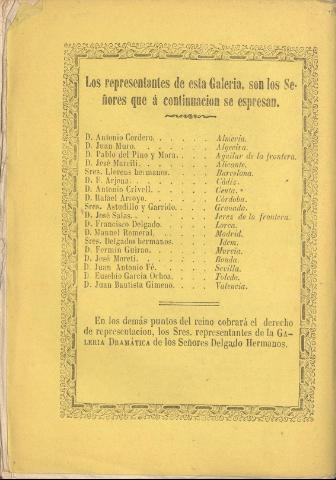 Los representantes de esta Galeria, son los Se-
ñores que á continuacion se espresan.
D. Antonio Cordero. . . . . . Almería.
D. Juan Muro. . . . . . . Algecira.
D. Pablo del Pino y Mora. . . . Aguilar de la frontera.
D. José Marcili. . . . . . . Alicante.
Sres. Llorens hermanos. . . . . Barcelona.
D. F. Arjona. . . . . . . Cádiz.
D. Antonio Crivell. . . . . . Ceuta.
D. Rafael Arroyo. . . . . . Córdoba.
Sres. Astudillo y Garrido. . . . . Granada.
D. José Salas. . . . . . . Jerez de la frontera.
D. Francisco Delgado. . . . . Lorca.
D. Manuel Romeral. . . . . . Madrid.
Sres. Delgados hermanos. . . . . Idem.
D. Fermin Guirao. . . . . . Murcia.
D. José Moreti. . . . . . . Ronda.
D. Juan Antonio Fé. . . . . . Sevilla.
D. Eusebio García Ochoa. . . . . Toledo.
D. Juan Bautista Gimeno. . . . . Valencia.
En los demás puntos del reino cobrará el derecho
de representacion, los Sres. representantes de la GA-
LERIA DRAMÁTICA de los Señores Delgado Hermanos.